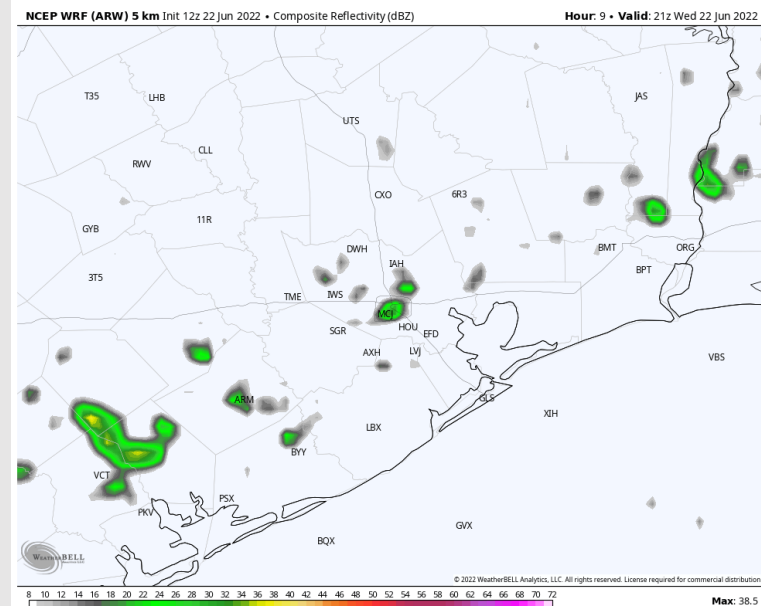 NCEP WRF (ARW) 5 km Init 12z 22 Jun 2022 • Composite Reflectivity (dBZ) Hour: 9 • Valid: 21z Wed 22 Jun 2022
T35 LHB JAS
UTS
CLL
RWV
CXO 6R3
11R
GYB
DWH BMT ORG
IAH
3T5 BPT
TME IWS
MCJ
SGR HOU EFD
AXH LVJ VBS
ARM GLS
XIH
LBX
BYY
VCT
PSX
PKV GVX
BQX
WEATHERBELL
© 2022 WeatherBELL Analytics, LLC. All rights reserved. License required for commercial distribution
8 10 12 14 16 18 20 22 24 26 28 30 32 34 36 38 40 42 44 46 48 50 52 54 56 58 60 62 64 66 68 70 72
Max: 38.5